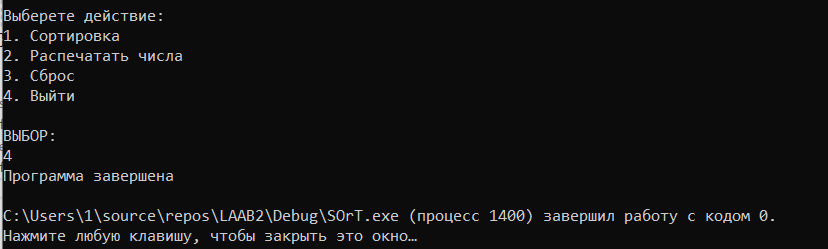 Выберете действие:
1. Сортировка
2. Распечатать числа
3. Сброс
4. Выйти
ВЫБОР:
4
Программа завершена
C:\Users\1\source\repos\LAAB2\Debug\SOrT.exe (процесс 1400) завершил работу с кодом 0.
Нажмите любую клавишу, чтобы закрыть это окно…